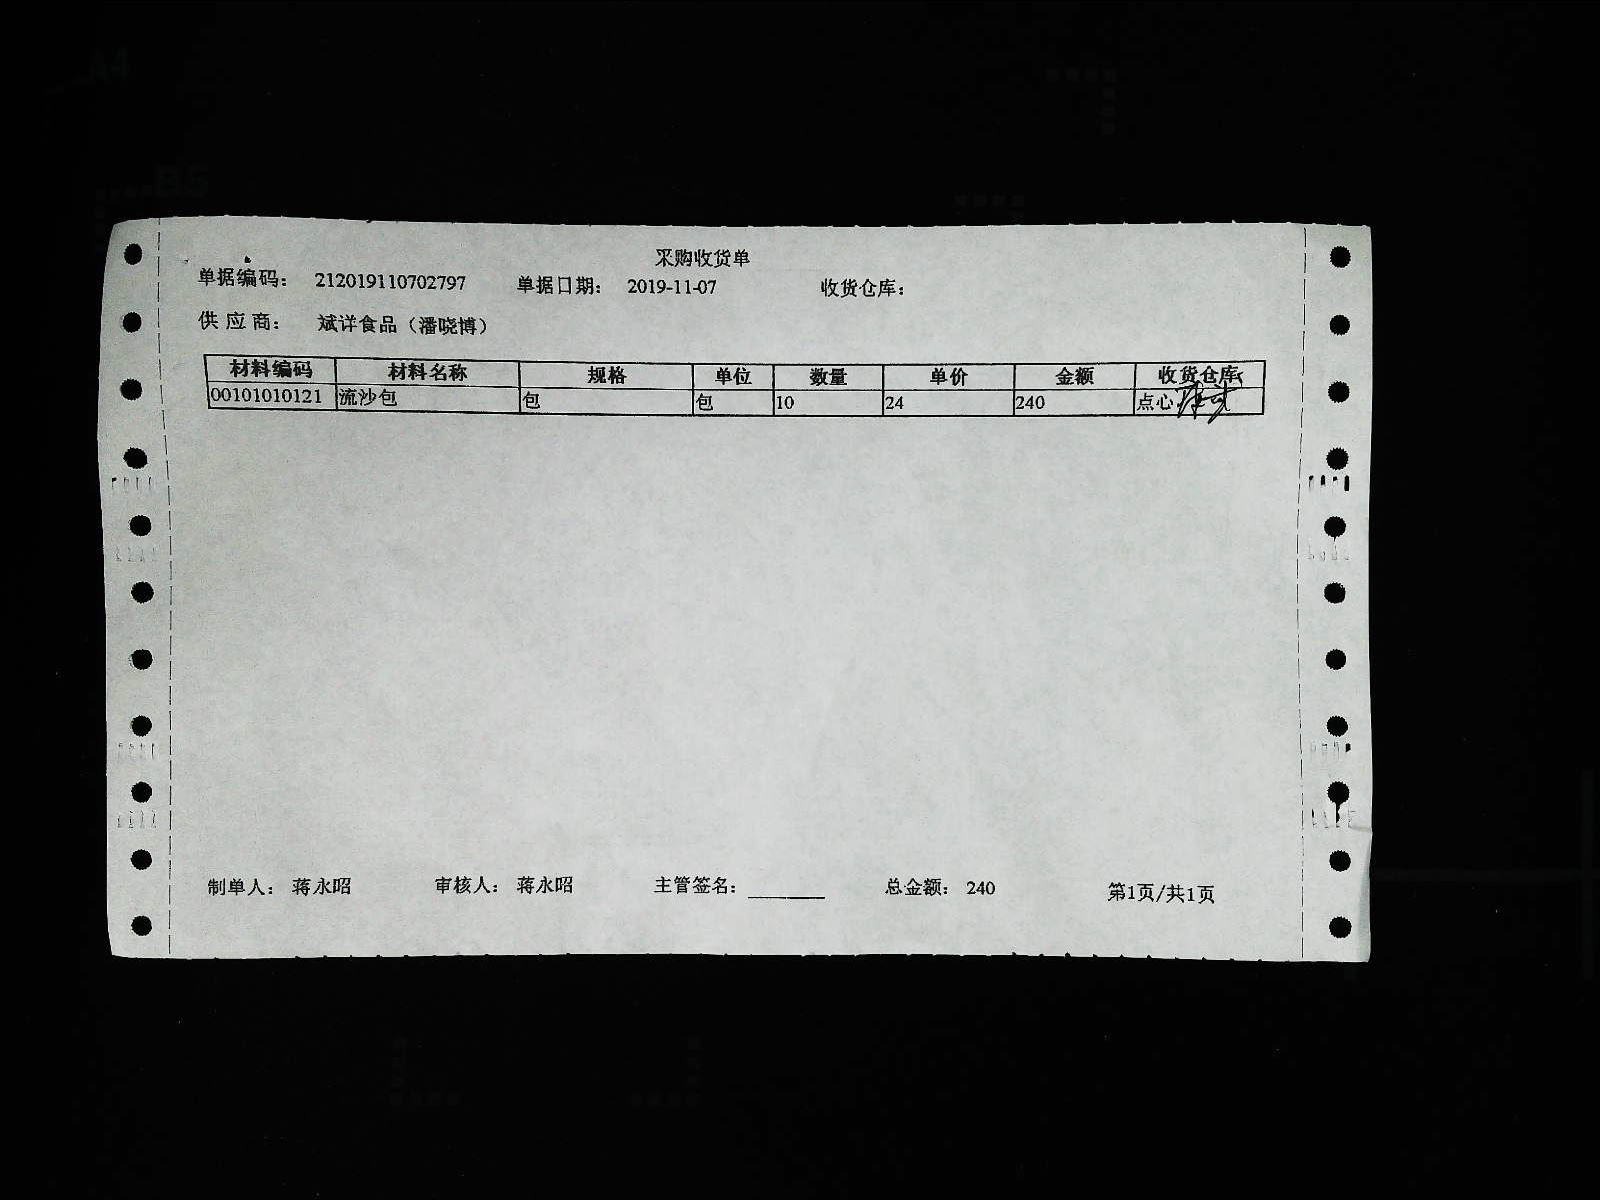 采购收货单
单据编码： 212019110702797 单据日期： 2019-11-07 收货仓库：
供 应 商： 斌详食品（潘晓博）
材料编码 材料名称 规格 单位 数量 单价 金额 收货仓库
00101010121 流沙包 包 包 10 24 240 点心
制单人： 蒋永昭 审核人： 蒋永昭 主管签名： 总金额： 240 第1页/共1页